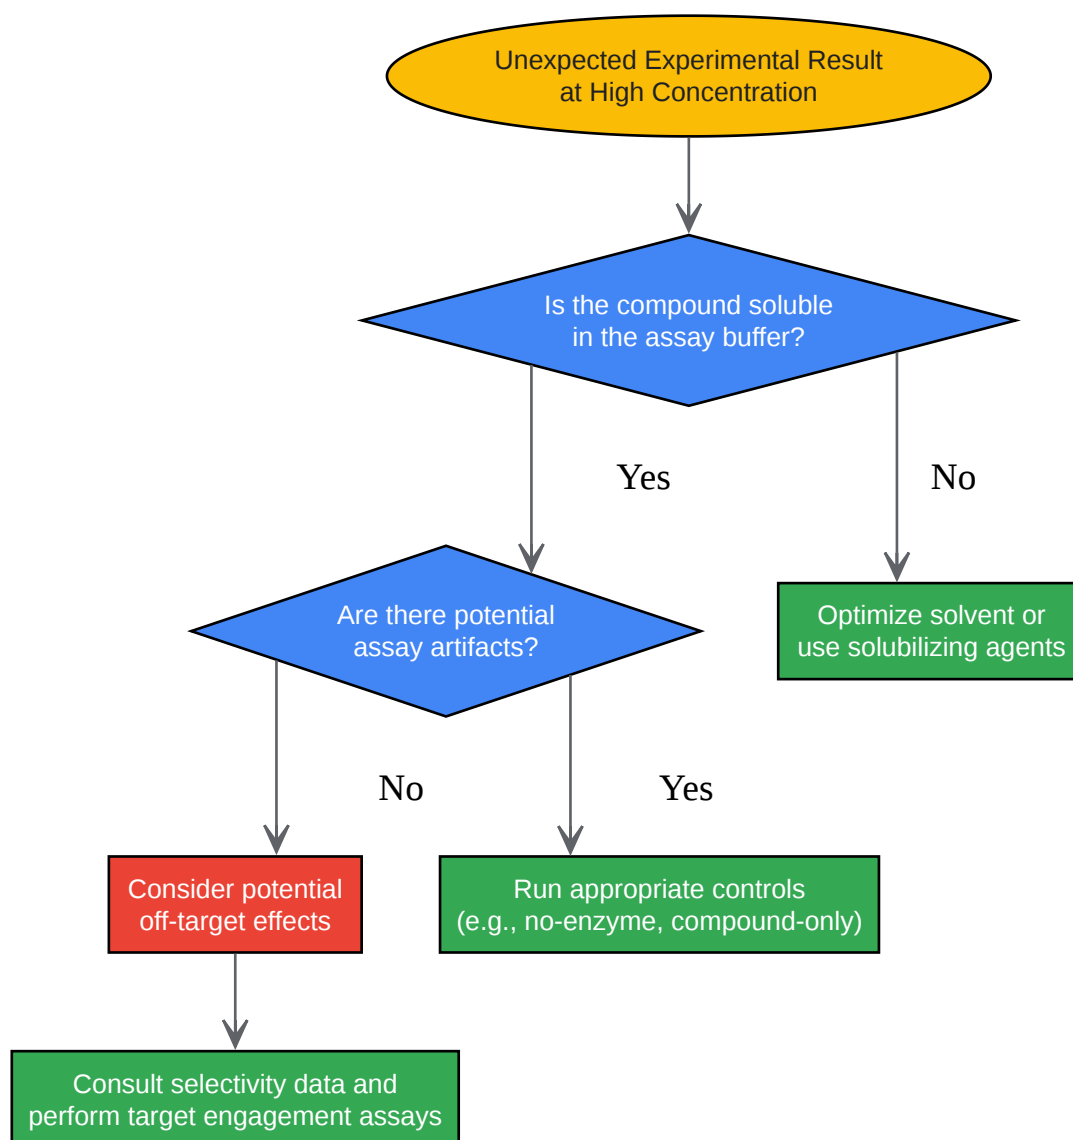 Unexpected Experimental Result
at High Concentration
Is the compound soluble
in the assay buffer?
Yes
No
Are there potential
assay artifacts?
Optimize solvent or
use solubilizing agents
No
Yes
Consider potential
off-target effects
Run appropriate controls
(e.g., no-enzyme, compound-only)
Consult selectivity data and
perform target engagement assays